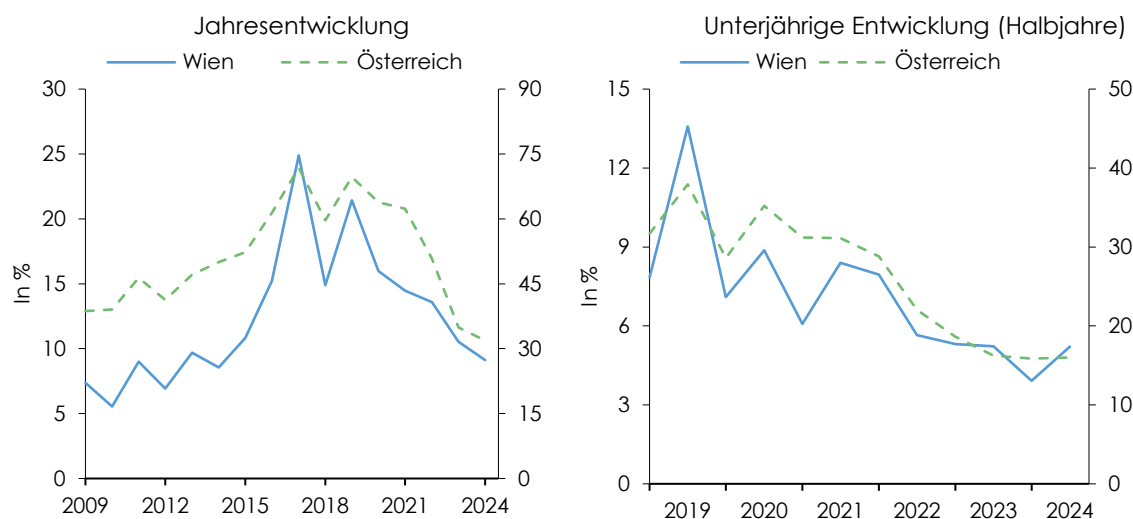 Jahresentwicklung
Wien
Österreich
30
25
20
15
10
5
0
In %
90
75
60
45
30
15
0
2009 2012 2015 2018 2021 2024
Unterjährige Entwicklung (Halbjahre)
Wien
Österreich
15
12
9
6
3
0
In %
50
40
30
20
10
0
2019 2020 2021 2022 2023 2024